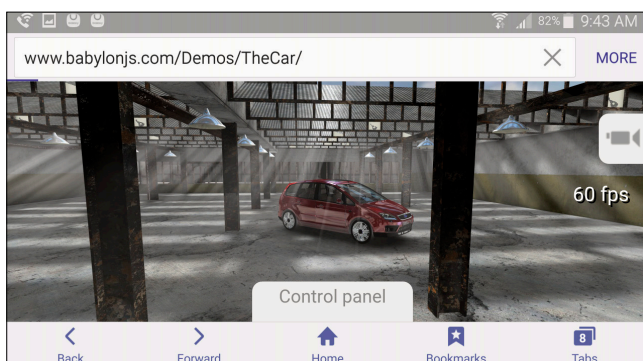 82% 9:43 AM
www.babylonjs.com/Demos/TheCar/ MORE
60 fps
Control panel
Back Forward Home Bookmarks 8 Tabs